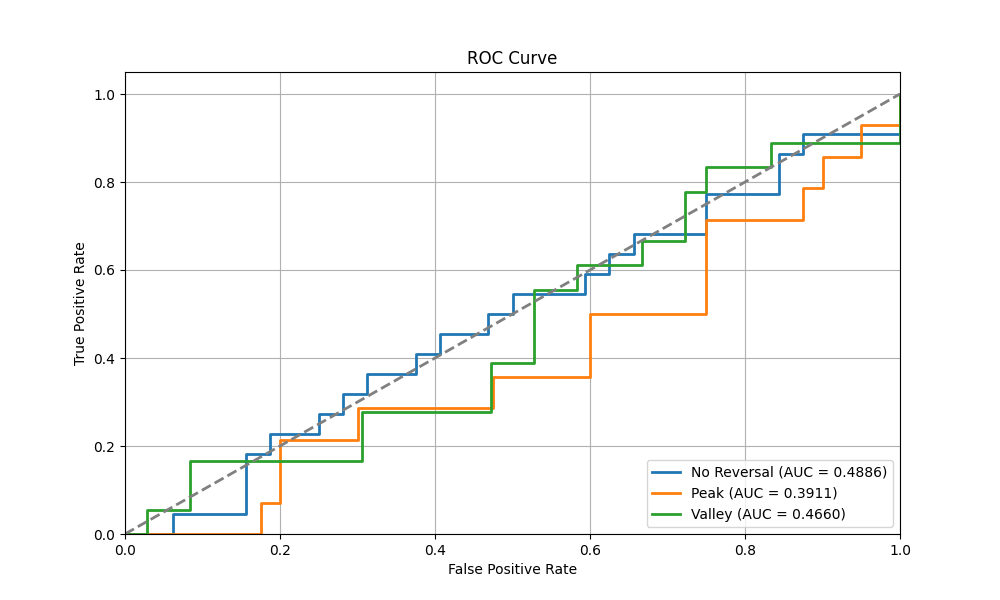 ROC Curve
True Positive Rate
1.0
0.8
0.6
0.4
0.2
0.0
0.0 0.2 0.4 0.6 0.8 1.0
False Positive Rate
No Reversal (AUC = 0.4886)
Peak (AUC = 0.3911)
Valley (AUC = 0.4660)